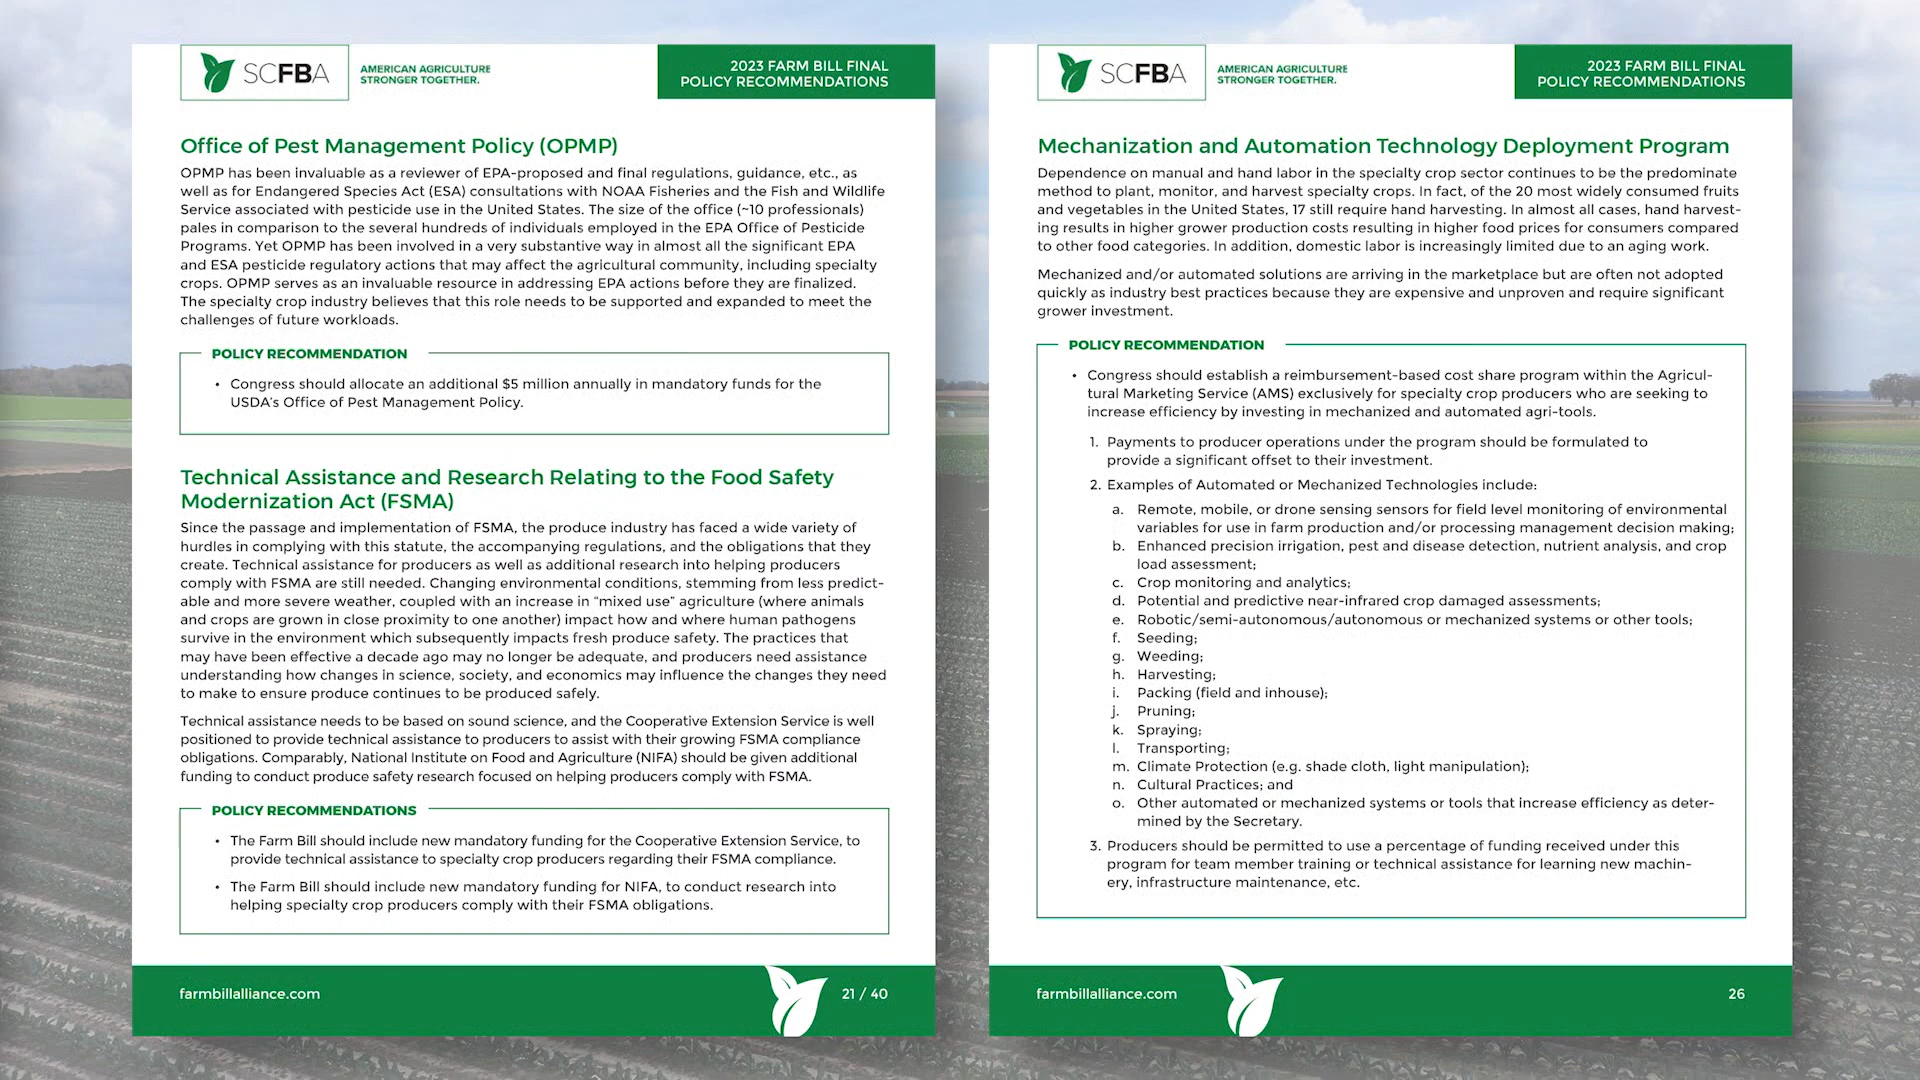 SCFBA
AMERICAN AGRICULTURE
STRONGER TOGETHER.
2023 FARM BILL FINAL
POLICY RECOMMENDATIONS
Office of Pest Management Policy (OPMP)
OPMP has been invaluable as a reviewer of EPA-proposed and final regulations, guidance, etc., as
well as for Endangered Species Act (ESA) consultations with NOAA Fisheries and the Fish and Wildlife
Service associated with pesticide use in the United States. The size of the office (~10 professionals)
pales in comparison to the several hundreds of individuals employed in the EPA Office of Pesticide
Programs. Yet OPMP has been involved in a very substantive way in almost all the significant EPA
and ESA pesticide regulatory actions that may affect the agricultural community, including specialty
crops. OPMP serves as an invaluable resource in addressing EPA actions before they are finalized.
The specialty crop industry believes that this role needs to be supported and expanded to meet the
challenges of future workloads.
POLICY RECOMMENDATION
• Congress should allocate an additional $5 million annually in mandatory funds for the
USDA's Office of Pest Management Policy.
Technical Assistance and Research Relating to the Food Safety
Modernization Act (FSMA)
Since the passage and implementation of FSMA, the produce industry has faced a wide variety of
hurdles in complying with this statute, the accompanying regulations, and the obligations that they
create. Technical assistance for producers as well as additional research into helping producers
comply with FSMA are still needed. Changing environmental conditions, stemming from less predict-
able and more severe weather, coupled with an increase in “mixed use” agriculture (where animals
and crops are grown in close proximity to one another) impact how and where human pathogens
survive in the environment which subsequently impacts fresh produce safety. The practices that
may have been effective a decade ago may no longer be adequate, and producers need assistance
understanding how changes in science, society, and economics may influence the changes they need
to make to ensure produce continues to be produced safely.
Technical assistance needs to be based on sound science, and the Cooperative Extension Service is well
positioned to provide technical assistance to producers to assist with their growing FSMA compliance
obligations. Comparably, National Institute on Food and Agriculture (NIFA) should be given additional
funding to conduct produce safety research focused on helping producers comply with FSMA.
POLICY RECOMMENDATIONS
• The Farm Bill should include new mandatory funding for the Cooperative Extension Service, to
provide technical assistance to specialty crop producers regarding their FSMA compliance.
• The Farm Bill should include new mandatory funding for NIFA, to conduct research into
helping specialty crop producers comply with their FSMA obligations.
farmbillalliance.com
21 / 40
SCFBA
AMERICAN AGRICULTURE
STRONGER TOGETHER.
2023 FARM BILL FINAL
POLICY RECOMMENDATIONS
Mechanization and Automation Technology Deployment Program
Dependence on manual and hand labor in the specialty crop sector continues to be the predominate
method to plant, monitor, and harvest specialty crops. In fact, of the 20 most widely consumed fruits
and vegetables in the United States, 17 still require hand harvesting. In almost all cases, hand harvest-
ing results in higher grower production costs resulting in higher food prices for consumers compared
to other food categories. In addition, domestic labor is increasingly limited due to an aging work.
Mechanized and/or automated solutions are arriving in the marketplace but are often not adopted
quickly as industry best practices because they are expensive and unproven and require significant
grower investment.
POLICY RECOMMENDATION
• Congress should establish a reimbursement-based cost share program within the Agricul-
tural Marketing Service (AMS) exclusively for specialty crop producers who are seeking to
increase efficiency by investing in mechanized and automated agri-tools.
1. Payments to producer operations under the program should be formulated to
provide a significant offset to their investment.
2. Examples of Automated or Mechanized Technologies include:
a. Remote, mobile, or drone sensing sensors for field level monitoring of environmental
variables for use in farm production and/or processing management decision making;
b. Enhanced precision irrigation, pest and disease detection, nutrient analysis, and crop
load assessment;
c. Crop monitoring and analytics;
d. Potential and predictive near-infrared crop damaged assessments;
e. Robotic/semi-autonomous/autonomous or mechanized systems or other tools;
f. Seeding;
g. Weeding;
h. Harvesting;
i. Packing (field and inhouse);
j. Pruning;
k. Spraying;
l. Transporting;
m. Climate Protection (e.g. shade cloth, light manipulation);
n. Cultural Practices; and
o. Other automated or mechanized systems or tools that increase efficiency as deter-
mined by the Secretary.
3. Producers should be permitted to use a percentage of funding received under this
program for team member training or technical assistance for learning new machin-
ery, infrastructure maintenance, etc.
farmbillalliance.com
26